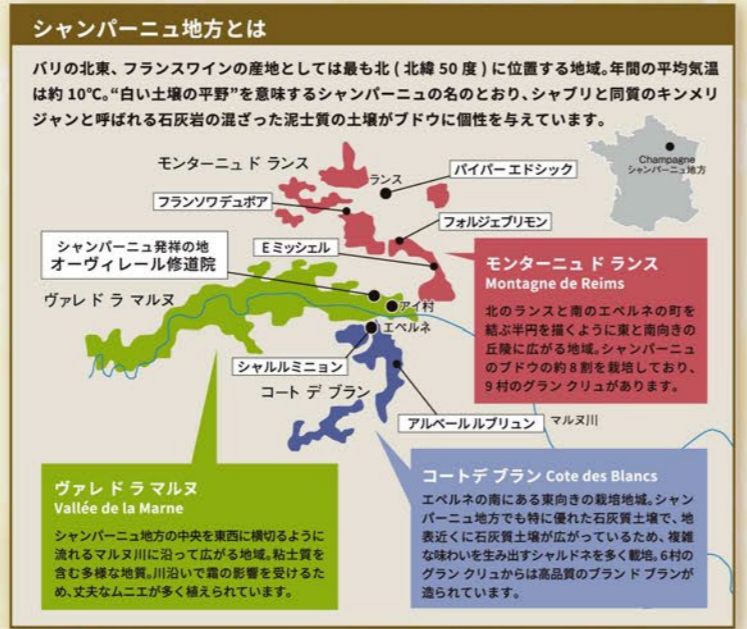 シャンパーニュ地方とは
パリの北東、フランスワインの産地としては最も北(北緯50度)に位置する地域。年間の平均気温
は約10℃。“白い土壌の平野”を意味するシャンパーニュの名のとおり、シャブリと同質のキンメリ
ジャンと呼ばれる石灰岩の混ざった泥土質の土壌がブドウに個性を与えています。
モンターニュ ド ランス
ランス
パイパー エドシック
Champagne
シャンパーニュ地方
フランソワデュボア
フォルジェブリモン
シャンパーニュ発祥の地
オーヴィレール修道院
Eミッシェル
ヴァレ ド ラ マルヌ
アイ村
エペルネ
シャルルミニョン
コート デ ブラン
アルベールルブリュン
マルヌ川
モンターニュ ド ランス
Montagne de Reims
北のランスと南のエペルネの町を
結ぶ半円を描くように東と南向きの
丘陵に広がる地域。シャンパーニュ
のブドウの約8割を栽培しており、
9村のグラン クリュがあります。
ヴァレ ド ラ マルヌ
Vallée de la Marne
シャンパーニュ地方の中央を東西に横切るように
流れるマルヌ川に沿って広がる地域。粘土質を
含む多様な地質。川沿いで霜の影響を受けるた
め、丈夫なムニエが多く植えられています。
コートデ ブラン Cote des Blancs
エペルネの南にある東向きの栽培地域。シャン
パーニュ地方でも特に優れた石灰質土壌で、地
表近くに石灰質土壌が広がっているため、複雑
な味わいを生み出すシャルドネを多く栽培。6村の
グラン クリュからは高品質のブラン ド ブランが
造られています。